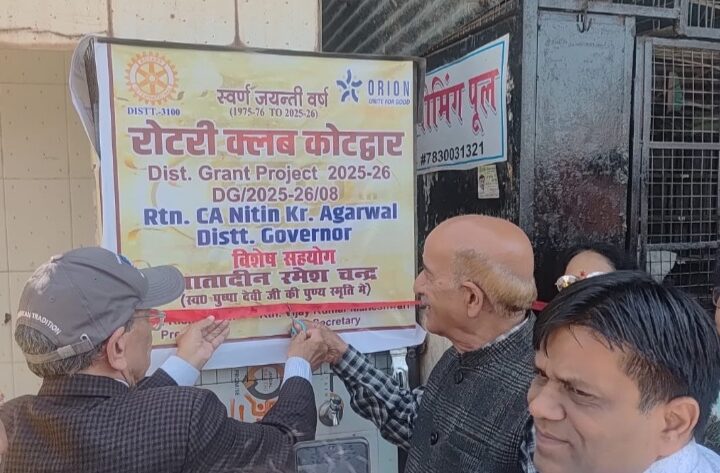 DISTT.-3100
स्वर्ण जयन्ती वर्ष
(1975-76 TO 2025-26)
ORION
UNITE FOR GOOD
रोटरी क्लब कोटद्वार
Dist. Grant Project 2025-26
DG/2025-26/08
Rtn. CA Nitin Kr. Agarwal
Distt. Governor
विशेष सहयोग
मातादीन रमेश चन्द्र
(स्व० पुष्पा देवी जी की पुण्य स्मृति में)
Secretary
पूल
#7830031321
TRADITION